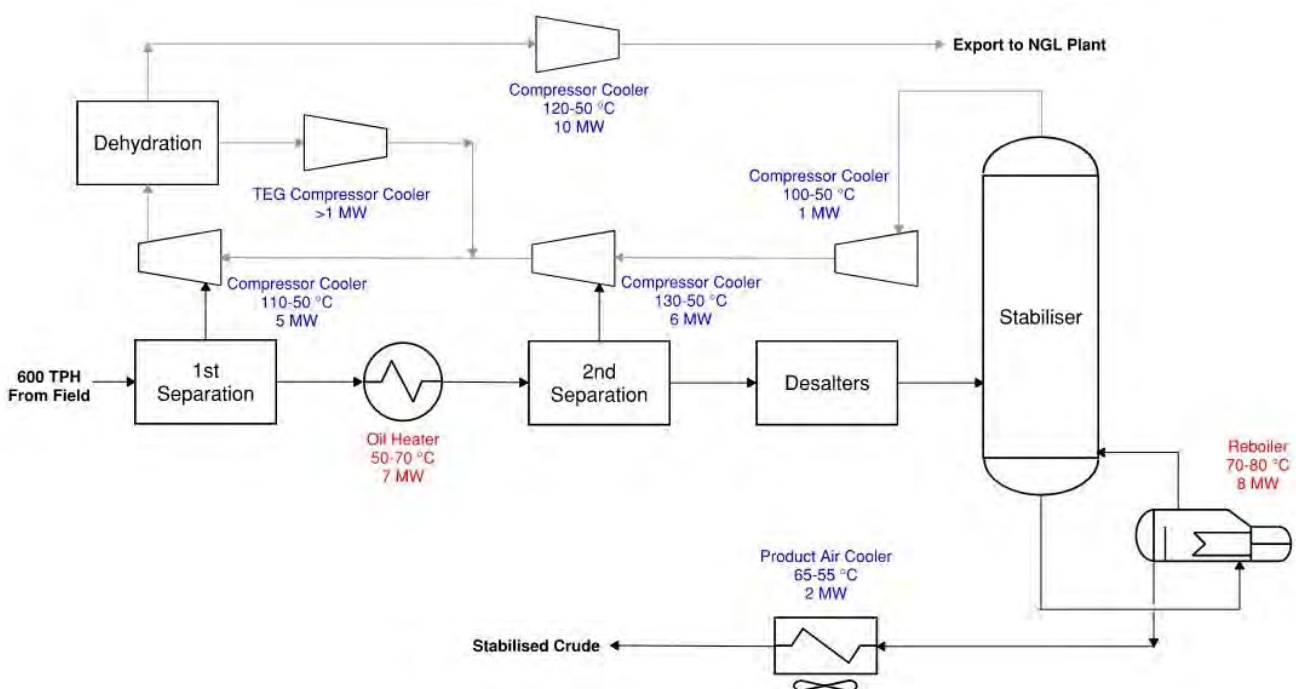 Export to NGL Plant
Compressor Cooler
120-50 °C
10 MW
Dehydration
TEG Compressor Cooler
>1 MW
Compressor Cooler
100-50 °C
1 MW
Compressor Cooler
110-50 °C
5 MW
Compressor Cooler
130-50 °C
6 MW
Stabiliser
600 TPH
From Field
1st
Separation
2nd
Separation
Desalters
Oil Heater
50-70 °C
7 MW
Reboiler
70-80 °C
8 MW
Product Air Cooler
65-55 °C
2 MW
Stabilised Crude